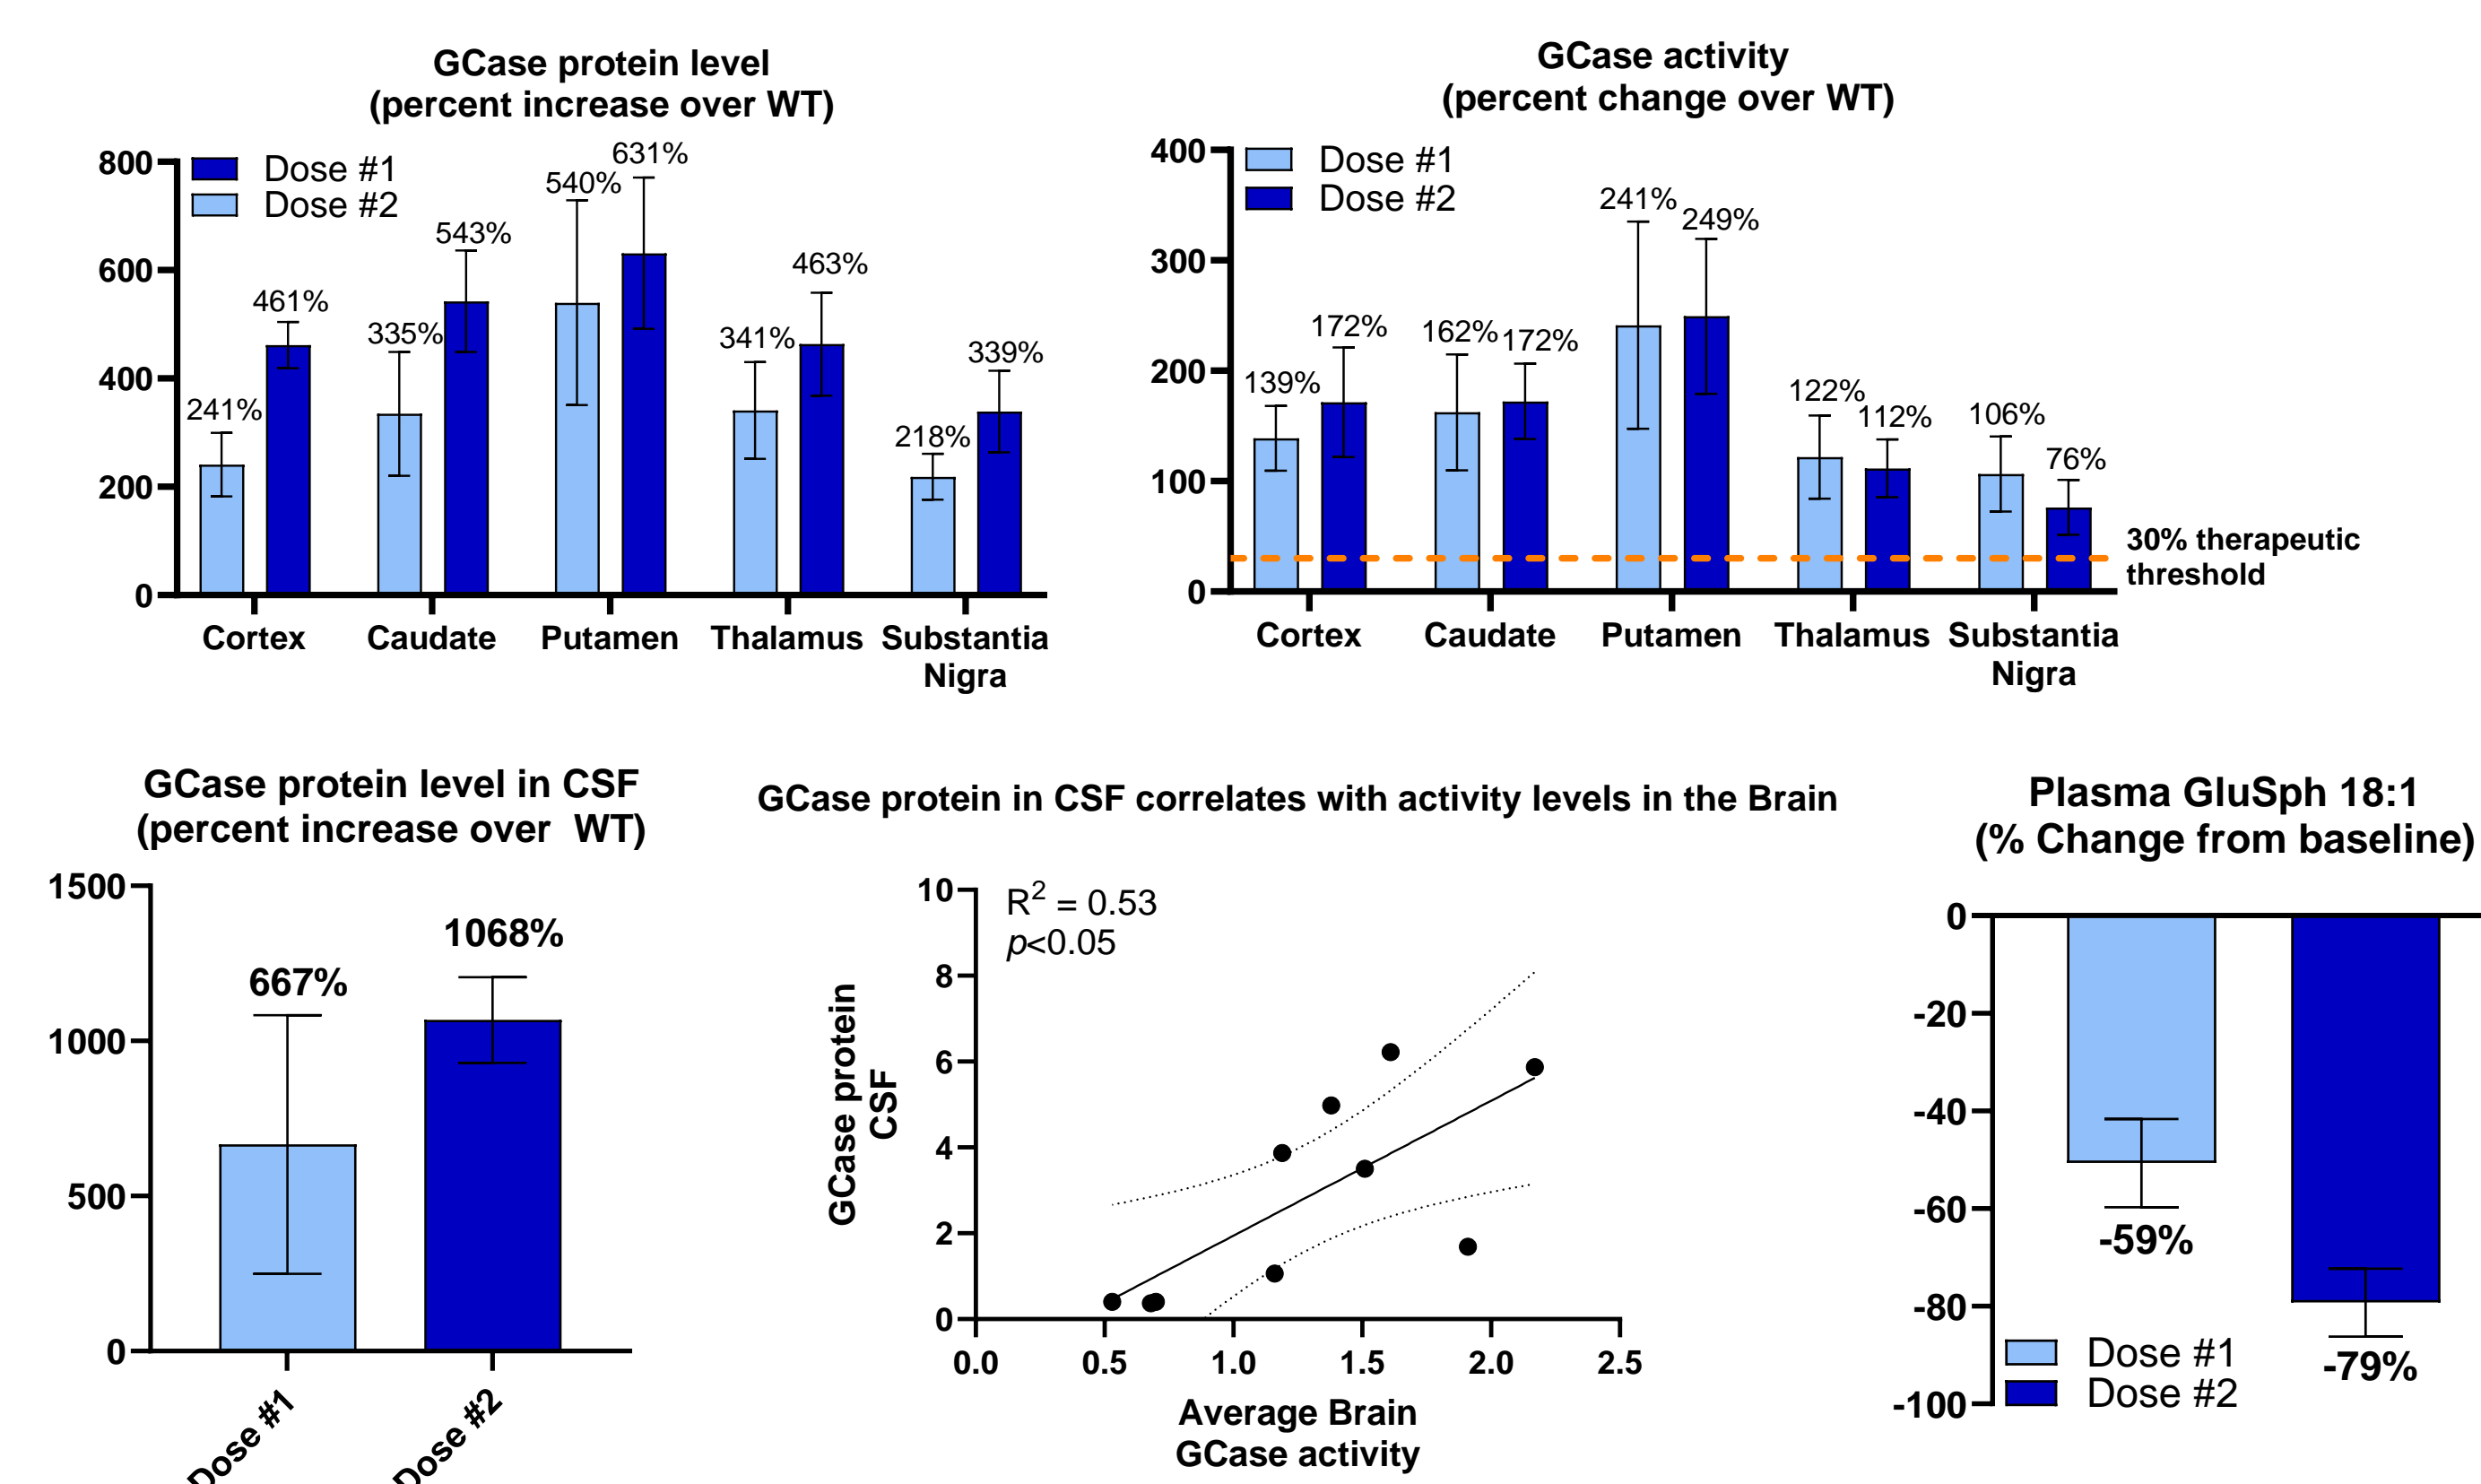 GCase protein level
(percent increase over WT)
800
600
400
200
0
Dose #1
Dose #2
241%
461%
335%
543%
540%
631%
341%
463%
218%
339%
Cortex
Caudate
Putamen
Thalamus
Substantia
Nigra
GCase activity
(percent change over WT)
400
300
200
100
0
Dose #1
Dose #2
139%
172%
162%
172%
241%
249%
122%
112%
106%
76%
30% therapeutic
threshold
Cortex
Caudate
Putamen
Thalamus
Substantia
Nigra
GCase protein level in CSF
(percent increase over  WT)
1500
1000
500
0
667%
1068%
Dose #1
Dose #2
GCase protein in CSF correlates with activity levels in the Brain
R² = 0.53
p<0.05
GCase protein
CSF
10
8
6
4
2
0
0.0
0.5
1.0
1.5
2.0
2.5
Average Brain
GCase activity
Plasma GluSph 18:1
(% Change from baseline)
0
-20
-40
-60
-80
-100
-59%
-79%
Dose #1
Dose #2